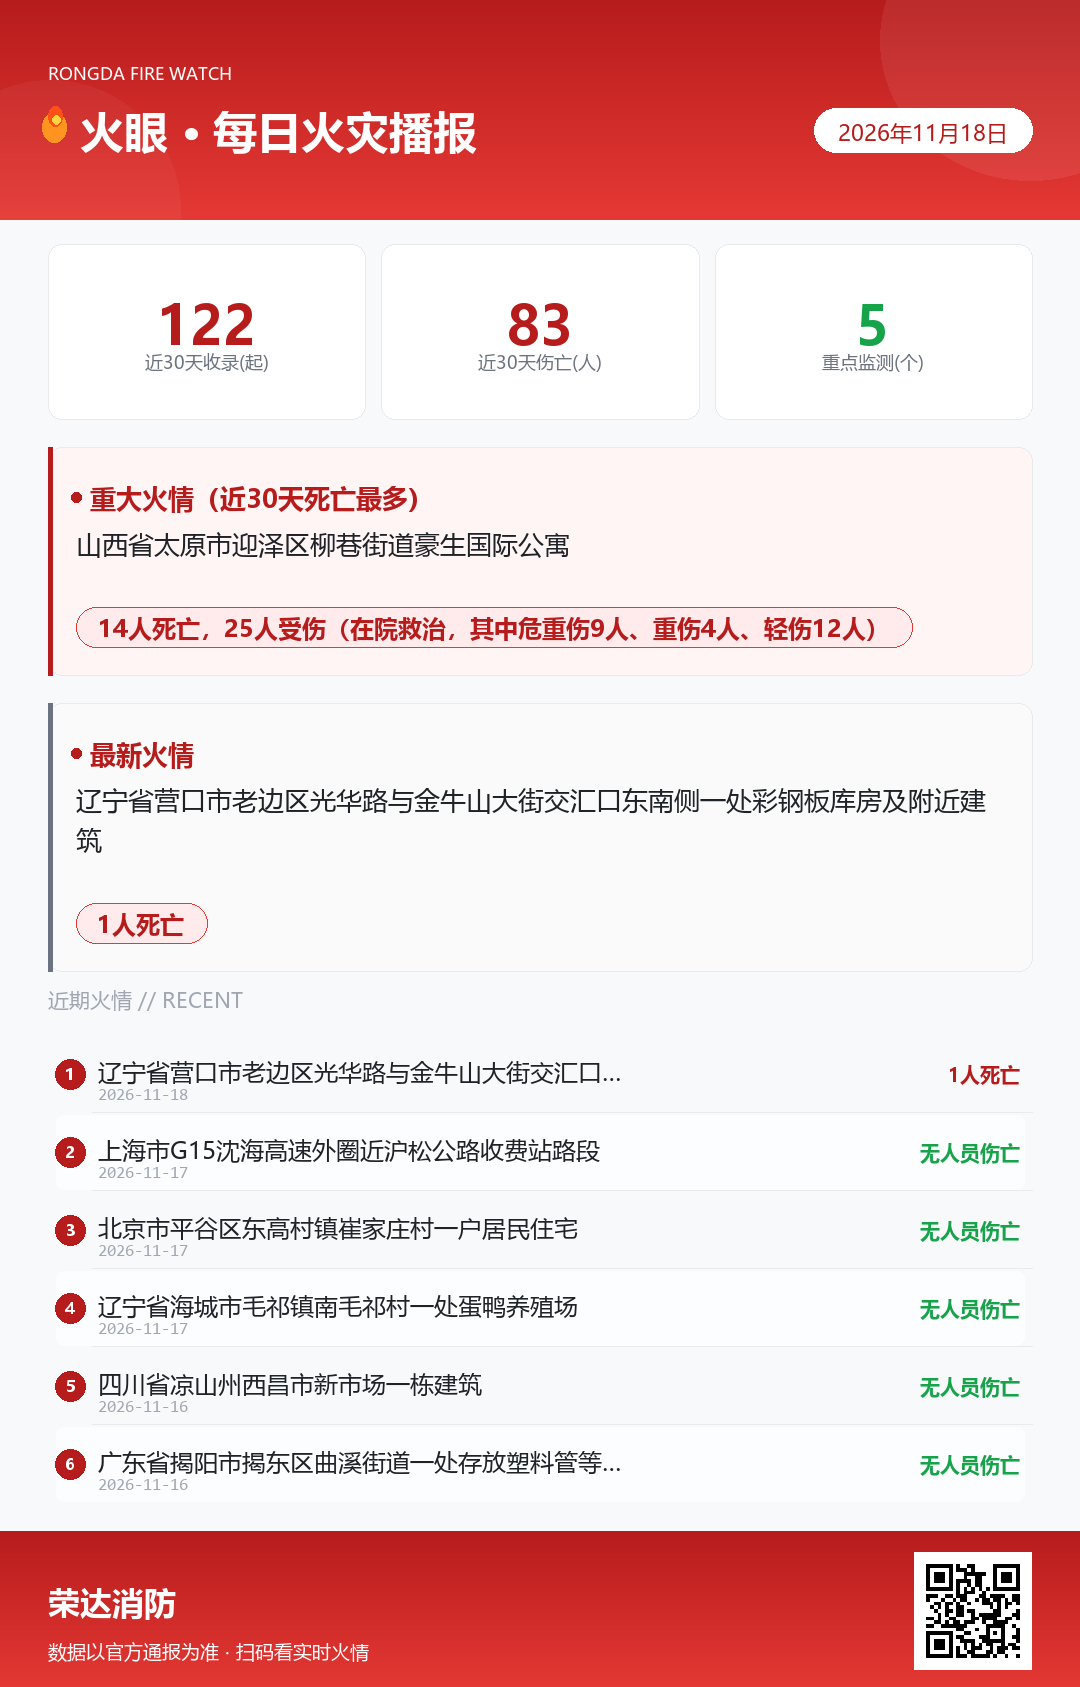 RONGDA FIRE WATCH
火眼·每日火灾播报
2026年11月18日
122
近30天收录(起)
83
近30天伤亡(人)
5
重点监测(个)
重大火情（近30天死亡最多）
山西省太原市迎泽区柳巷街道豪生国际公寓
14人死亡，25人受伤（在院救治，其中危重伤9人、重伤4人、轻伤12人）
最新火情
辽宁省营口市老边区光华路与金牛山大街交汇口东南侧一处彩钢板库房及附近建
筑
1人死亡
近期火情 // RECENT
1 辽宁省营口市老边区光华路与金牛山大街交汇口... 1人死亡
2026-11-18
2 上海市G15沈海高速外圈近沪松公路收费站路段 无人员伤亡
2026-11-17
3 北京市平谷区东高村镇崔家庄村一户居民住宅 无人员伤亡
2026-11-17
4 辽宁省海城市毛祁镇南毛祁村一处蛋鸭养殖场 无人员伤亡
2026-11-17
5 四川省凉山州西昌市新市场一栋建筑 无人员伤亡
2026-11-16
6 广东省揭阳市揭东区曲溪街道一处存放塑料管等... 无人员伤亡
2026-11-16
荣达消防
数据以官方通报为准 · 扫码看实时火情